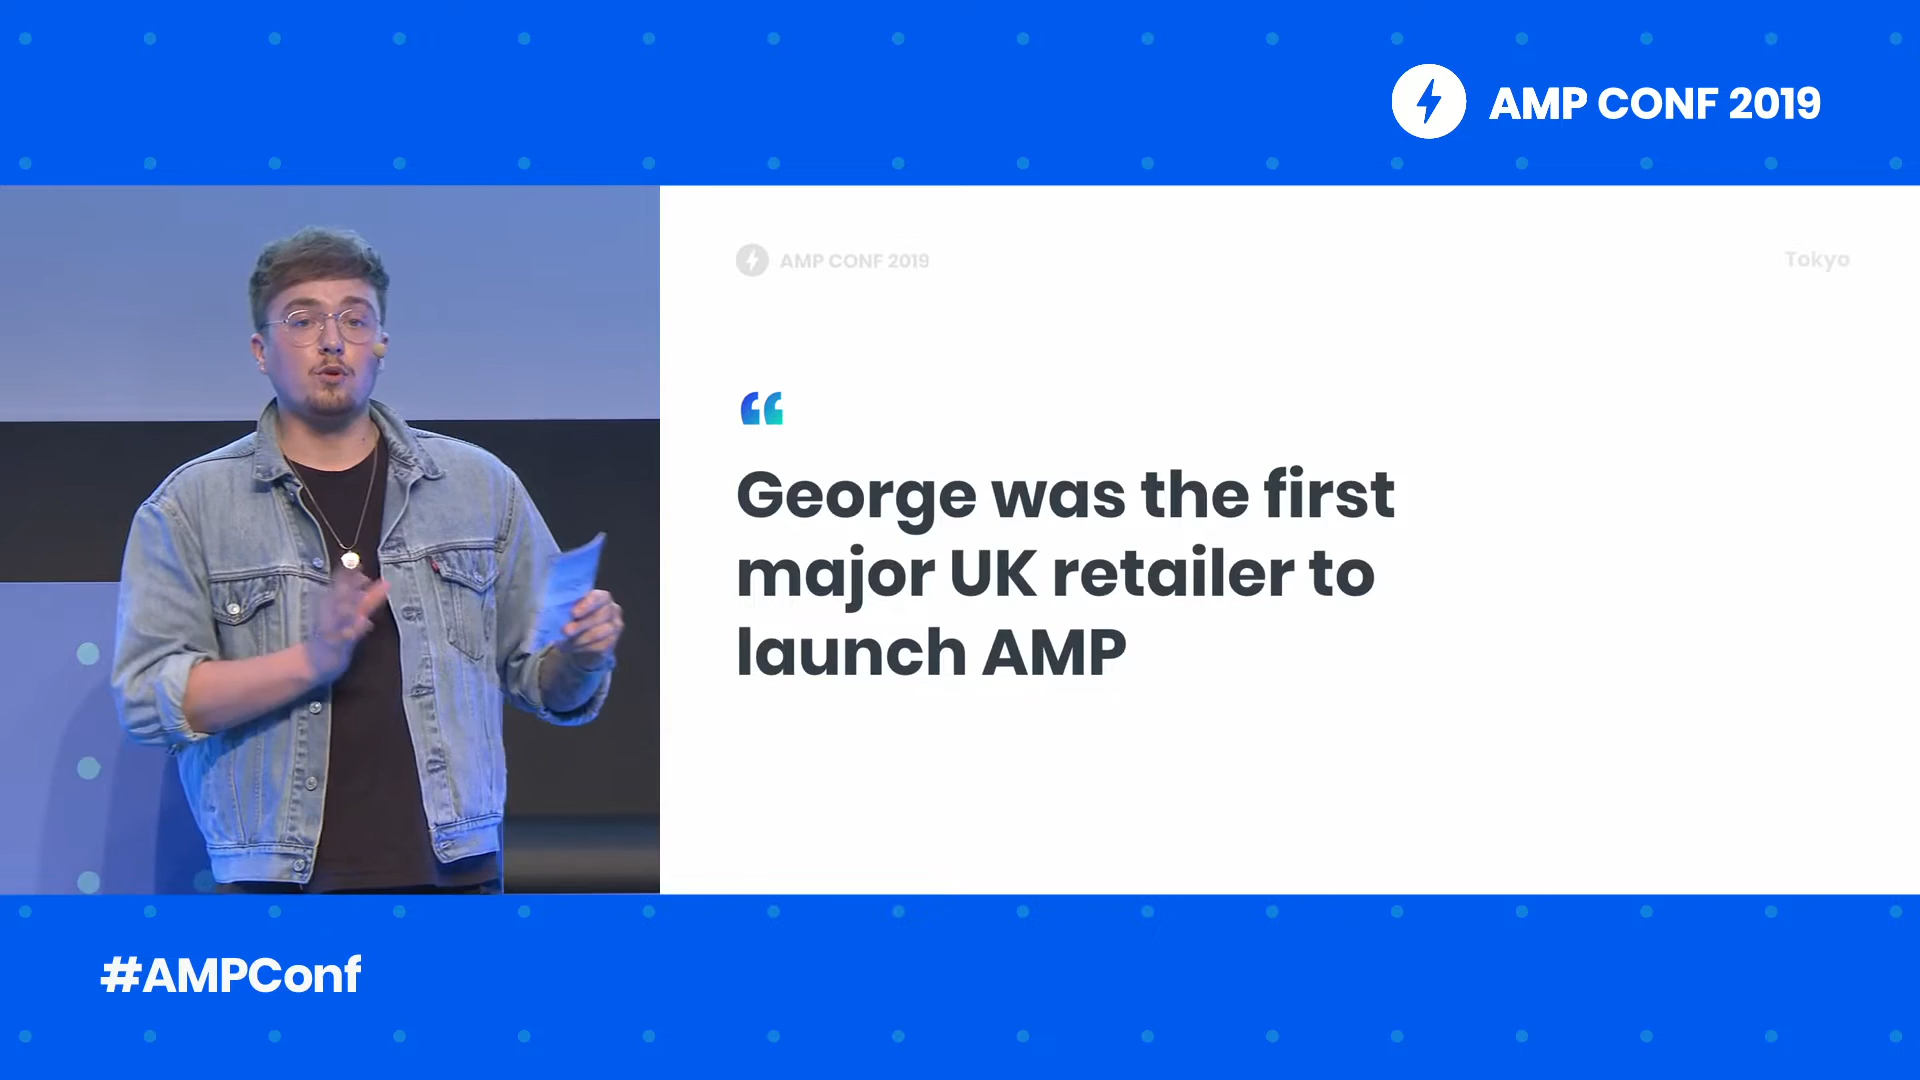 AMP CONF 2019
AMP CONF 2019
Tokyo
“
George was the first
major UK retailer to
launch AMP
#AMPConf